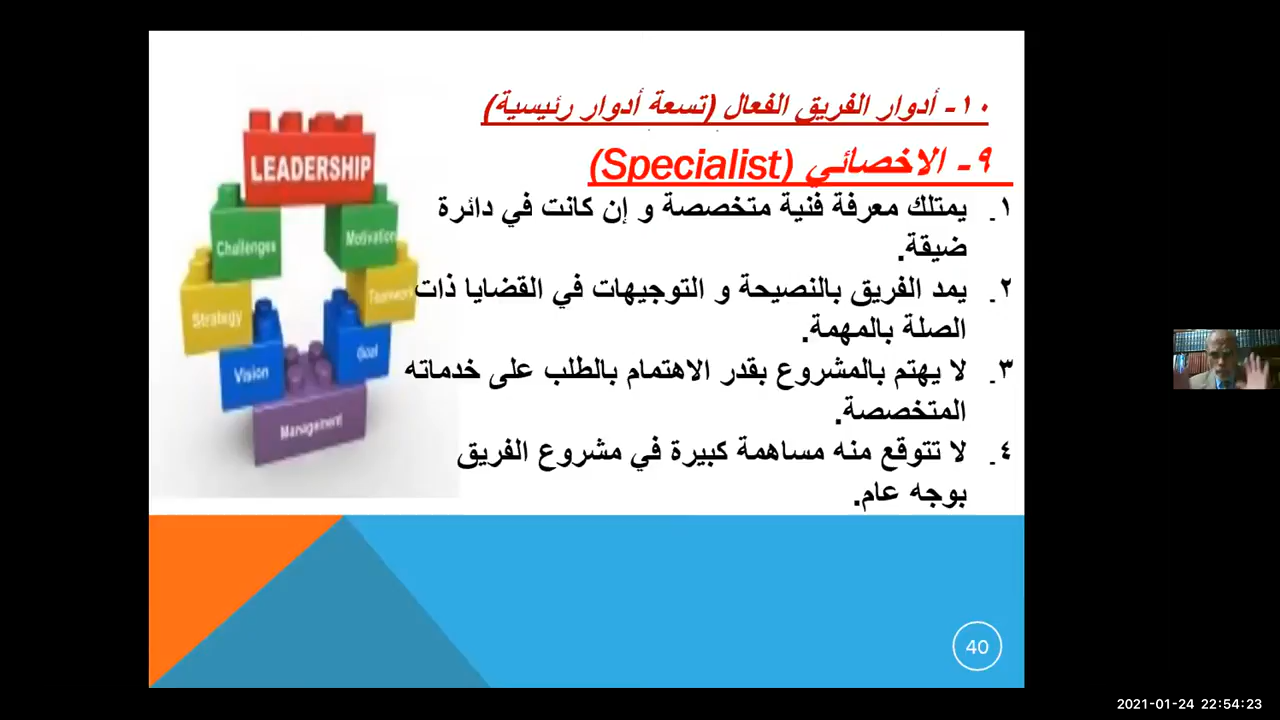 ١٠- أدوار الفريق الفعال (تسعة أدوار رئيسية)
٩- الاخصائي (Specialist)
١. يمتلك معرفة فنية متخصصة و إن كانت في دائرة
ضيقة.
٢. يمد الفريق بالنصيحة و التوجيهات في القضايا ذات
الصلة بالمهمة.
٣. لا يهتم بالمشروع بقدر الاهتمام بالطلب على خدماته
المتخصصة.
٤. لا تتوقع منه مساهمة كبيرة في مشروع الفريق
بوجه عام.
LEADERSHIP
Challenges
Motivation
Strategy
Teamwork
Vision
Goal
Management
40
2021-01-24 22:54:23